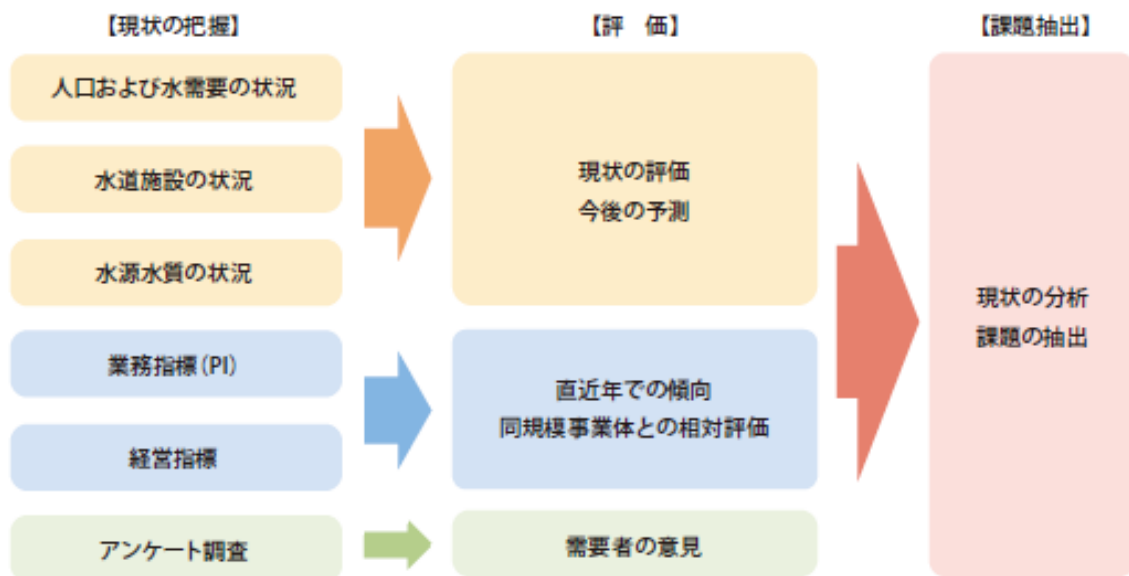 【現状の把握】
人口および水需要の状況
水道施設の状況
水源水質の状況
業務指標(PI)
経営指標
アンケート調査
【評　価】
現状の評価
今後の予測
直近年での傾向
同規模事業体との相対評価
需要者の意見
【課題抽出】
現状の分析
課題の抽出